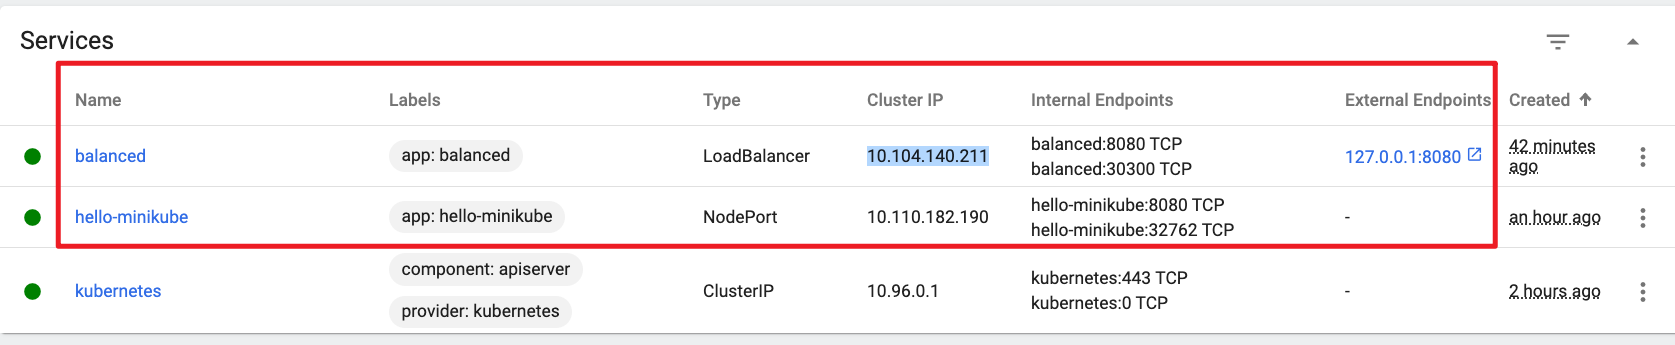 Services
Name Labels Type Cluster IP Internal Endpoints External Endpoints Created
balanced app: balanced LoadBalancer 10.104.140.211 balanced:8080 TCP 127.0.0.1:8080 42 minutes
balanced:30300 TCP ago
hello-minikube app: hello-minikube NodePort 10.110.182.190 hello-minikube:8080 TCP - an hour ago
hello-minikube:32762 TCP
kubernetes component: apiserver ClusterIP 10.96.0.1 kubernetes:443 TCP - 2 hours ago
provider: kubernetes kubernetes:0 TCP